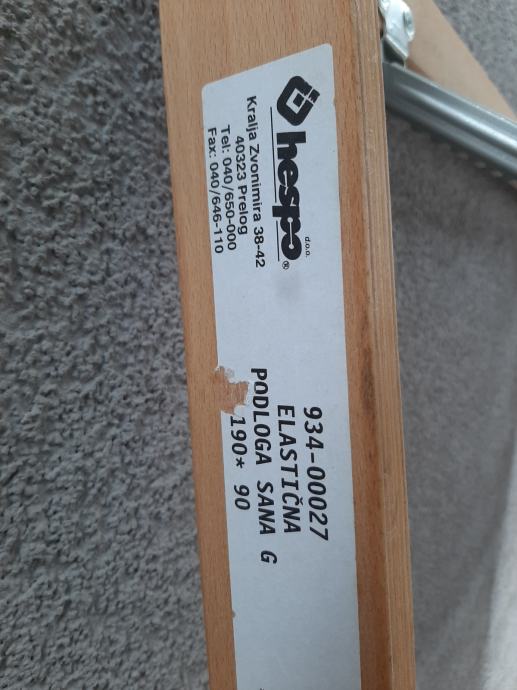 hespo d.o.o. ®
Kralja Zvonimira 38-42
40323 Prelog
Tel: 040/650-000
Fax: 040/646-110
934-00027
ELASTIČNA
PODLOGA SANA G
190* 90